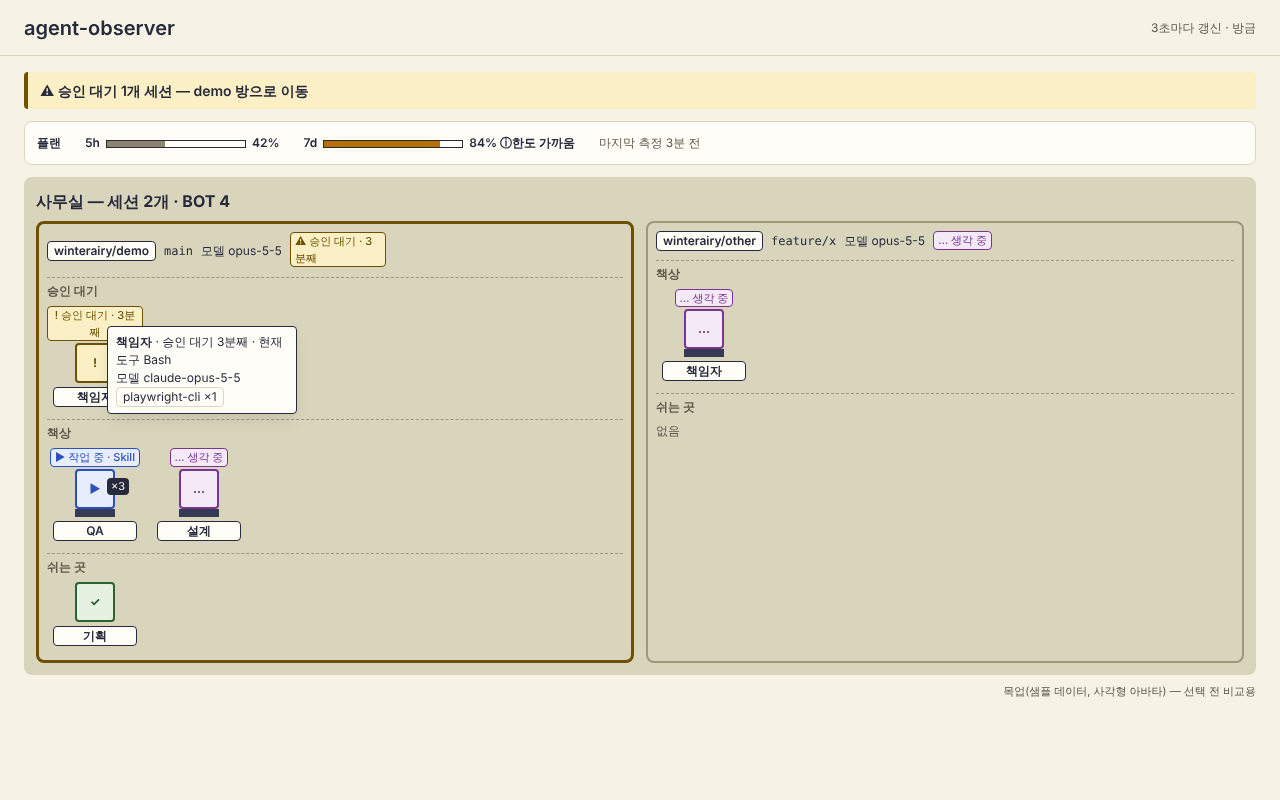 agent-observer
3초마다 갱신 · 방금
⚠ 승인 대기 1개 세션 — demo 방으로 이동
플랜 5h 42% 7d 84% ⓘ한도 가까움 마지막 측정 3분 전
사무실 — 세션 2개 · BOT 4
winterairy/demo main 모델 opus-5-5
⚠ 승인 대기 · 3
분째
승인 대기
! 승인 대기 · 3분
째
!
책임자 · 승인 대기 3분째 · 현재
도구 Bash
모델 claude-opus-5-5
playwright-cli ×1
책상
▶ 작업 중 · Skill
… 생각 중
▶ ×3
…
QA
설계
쉬는 곳
✓
기획
winterairy/other feature/x 모델 opus-5-5 … 생각 중
책상
… 생각 중
…
책임자
쉬는 곳
없음
목업(샘플 데이터, 사각형 아바타) — 선택 전 비교용